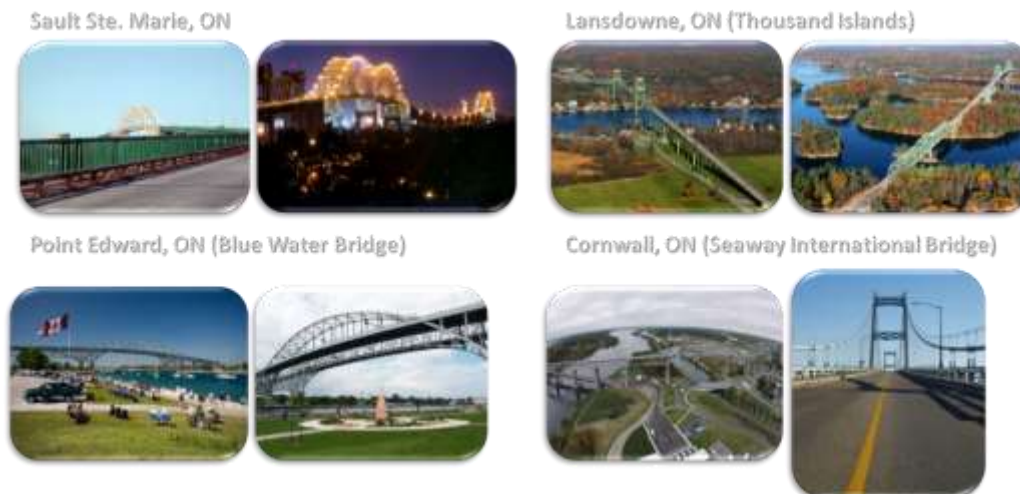 Sault Ste. Marie, ON
Lansdowne, ON (Thousand Islands)
Point Edward, ON (Blue Water Bridge)
Cornwall, ON (Seaway International Bridge)